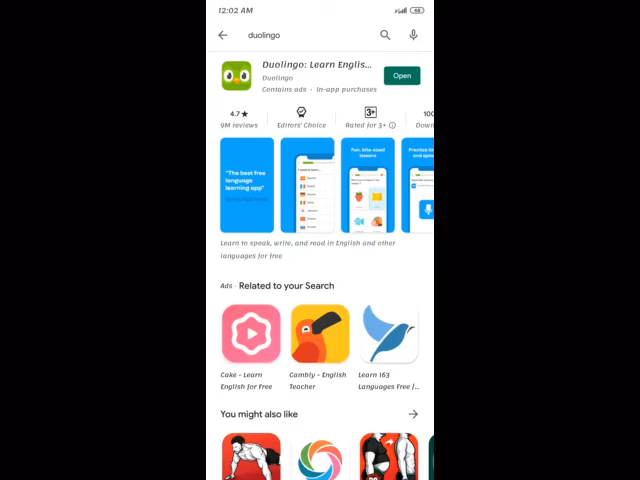 12:02 AM
68
duolingo
Duolingo: Learn Englis...
Duolingo
Contains ads · In-app purchases
Open
4.7★
3+
100
9M reviews
Editors' Choice
Rated for 3+
Down
"The best free
language
learning app"
Fun, bite-sized
lessons
Learn to speak, write, and read in English and other
languages for free
Ads · Related to your Search
Cake - Learn
English for Free
Cambly - English
Teacher
Learn 163
Languages Free |...
You might also like